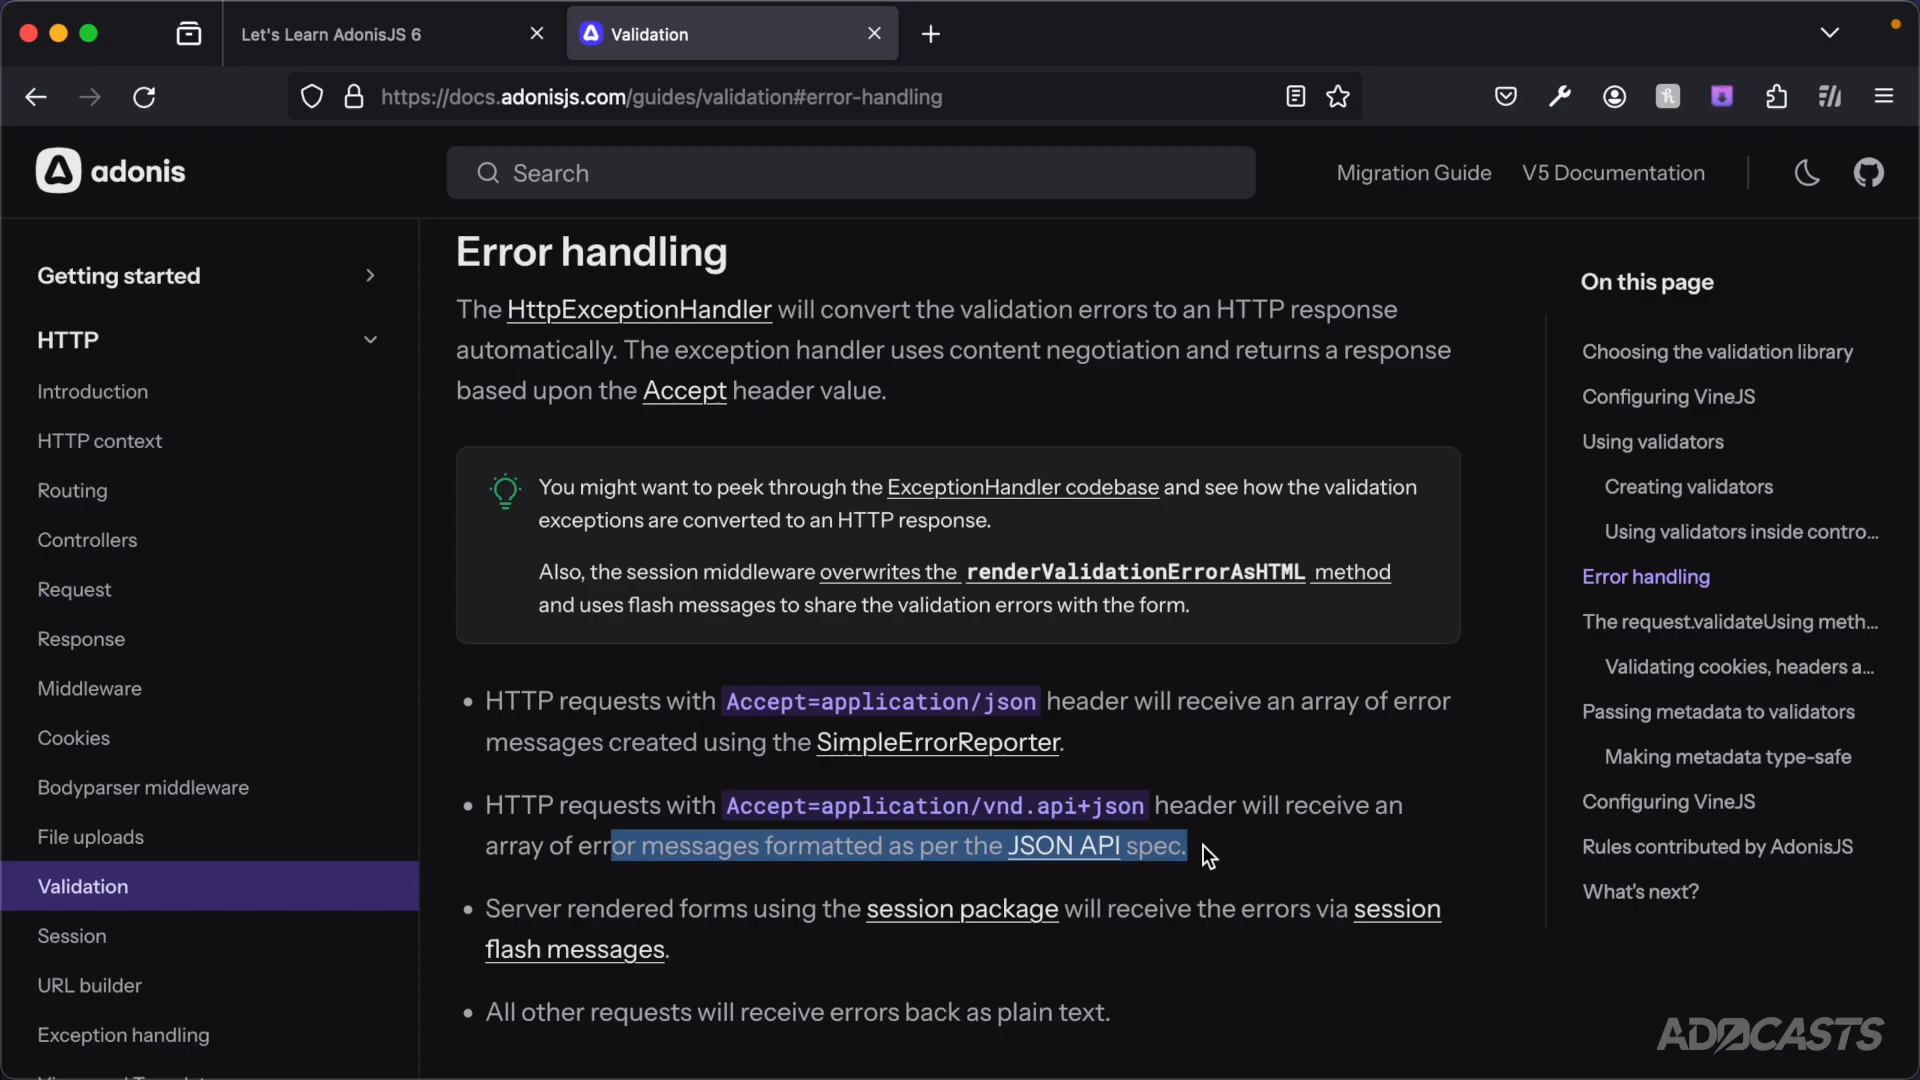 Let's Learn AdonisJS 6
Validation
https://docs.adonisjs.com/guides/validation#error-handling
adonis
Search
Migration Guide
V5 Documentation
Getting started
HTTP
Introduction
HTTP context
Routing
Controllers
Request
Response
Middleware
Cookies
Bodyparser middleware
File uploads
Validation
Session
URL builder
Exception handling
Error handling
The HttpExceptionHandler will convert the validation errors to an HTTP response
automatically. The exception handler uses content negotiation and returns a response
based upon the Accept header value.
You might want to peek through the ExceptionHandler codebase and see how the validation
exceptions are converted to an HTTP response.
Also, the session middleware overwrites the renderValidationErrorAsHTML method
and uses flash messages to share the validation errors with the form.
• HTTP requests with Accept=application/json header will receive an array of error
messages created using the SimpleErrorReporter.
• HTTP requests with Accept=application/vnd.api+json header will receive an
array of error messages formatted as per the JSON API spec.
• Server rendered forms using the session package will receive the errors via session
flash messages.
• All other requests will receive errors back as plain text.
On this page
Choosing the validation library
Configuring VineJS
Using validators
Creating validators
Using validators inside contro...
Error handling
The request.validateUsing meth...
Validating cookies, headers a...
Passing metadata to validators
Making metadata type-safe
Configuring VineJS
Rules contributed by AdonisJS
What's next?
ADOCASTS